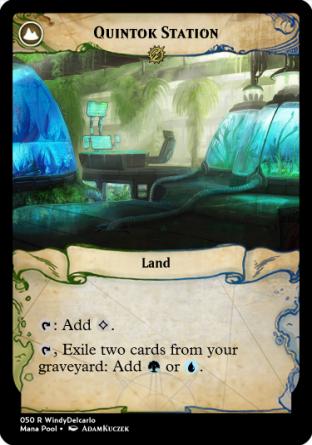 Quintok Station
Land
: Add .
, Exile two cards from your
graveyard: Add or .
050 R WindyDelcarlo
Mana Pool • AdamKuczek